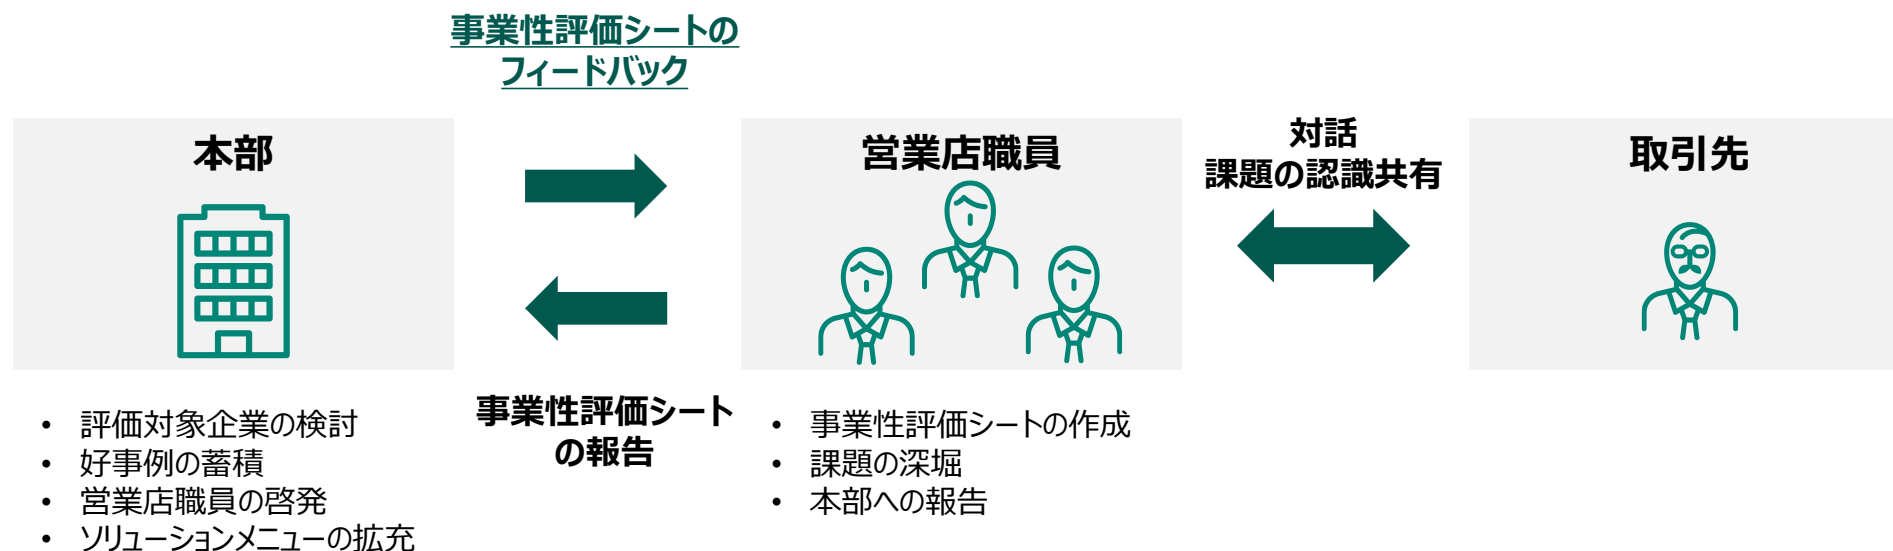 事業性評価シートの
フィードバック
本部
営業店職員
対話
課題の認識共有
取引先
• 評価対象企業の検討
• 好事例の蓄積
• 営業店職員の啓発
• ソリューションメニューの拡充
事業性評価シート
の報告
• 事業性評価シートの作成
• 課題の深堀
• 本部への報告